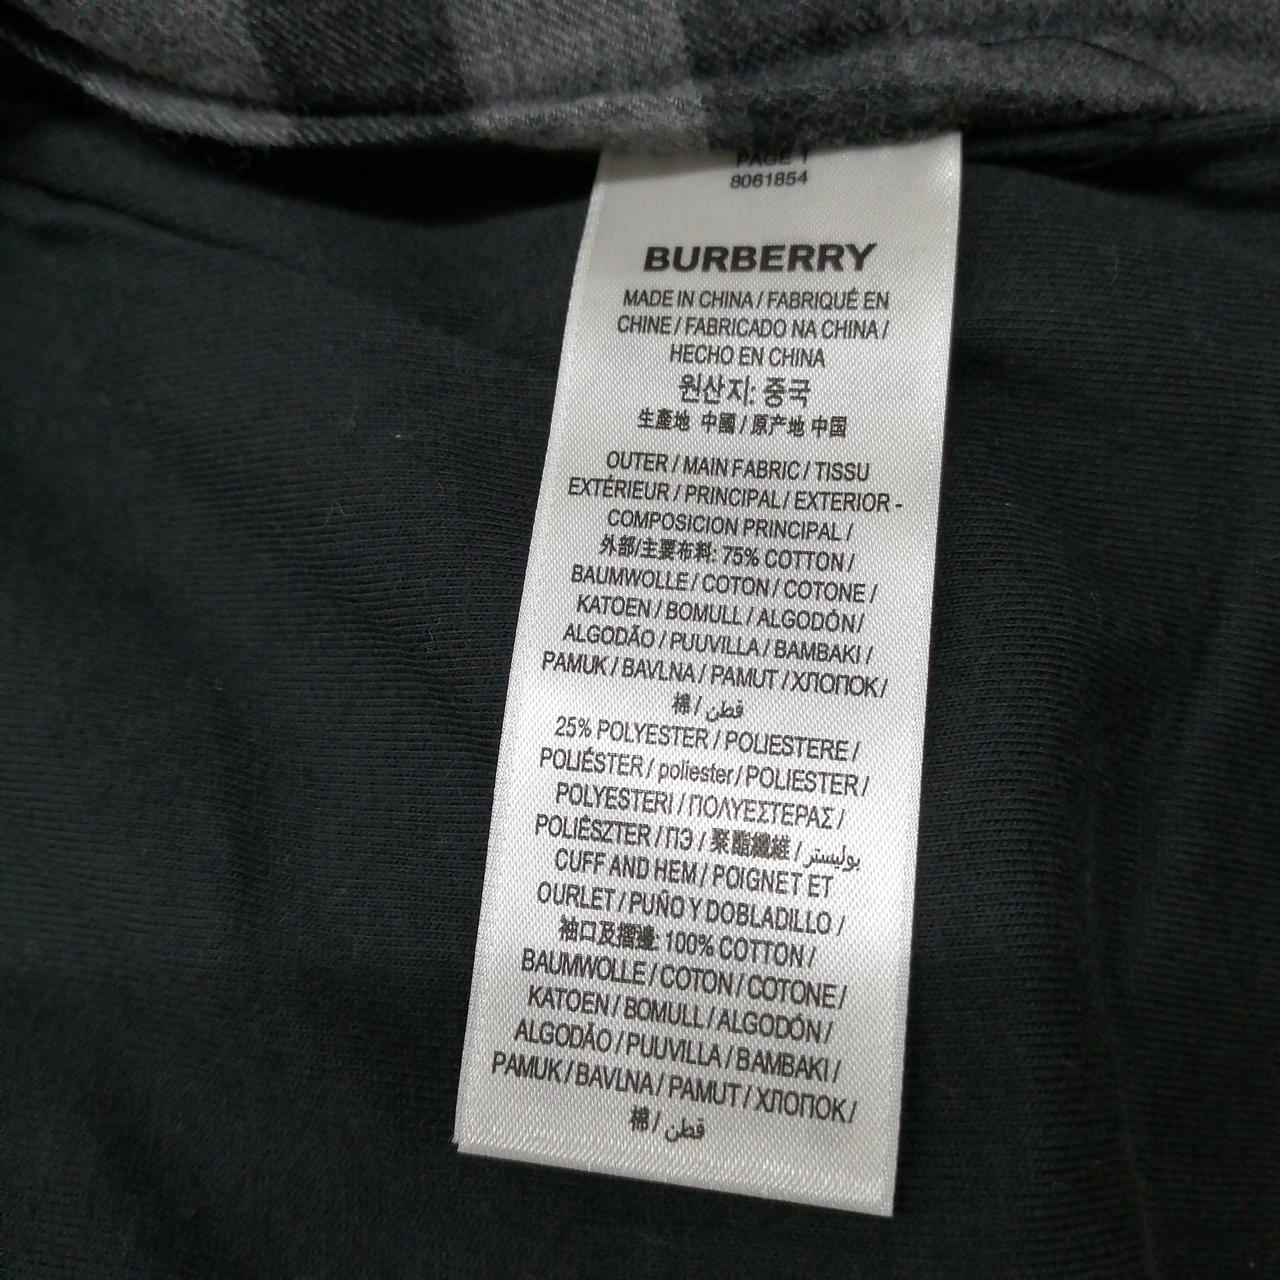 PAGE 1
8061854
BURBERRY
MADE IN CHINA / FABRIQUÉ EN
CHINE / FABRICADO NA CHINA /
HECHO EN CHINA
원산지: 중국
生產地 中國 / 原产地 中国
OUTER / MAIN FABRIC / TISSU
EXTÉRIEUR / PRINCIPAL / EXTERIOR -
COMPOSICION PRINCIPAL /
外部/主要布料: 75% COTTON /
BAUMWOLLE / COTON / COTONE /
KATOEN / BOMULL / ALGODÓN /
ALGODÃO / PUUVILLA / BAMBAKI /
PAMUK / BAVLNA / PAMUT / ХЛОПОК /
棉 / قطن
25% POLYESTER / POLIESTERE /
POLIÉSTER / poliester / POLIESTER /
POLYESTERI / ΠΟΛΥΕΣΤΕΡΑΣ /
POLIÉSZTER / ПЭ / 聚酯纖維 / بوليستر
CUFF AND HEM / POIGNET ET
OURLET / PUÑO Y DOBLADILLO /
袖口及摺邊: 100% COTTON /
BAUMWOLLE / COTON / COTONE /
KATOEN / BOMULL / ALGODÓN /
ALGODÃO / PUUVILLA / BAMBAKI /
PAMUK / BAVLNA / PAMUT / ХЛОПОК /
棉 / قطن